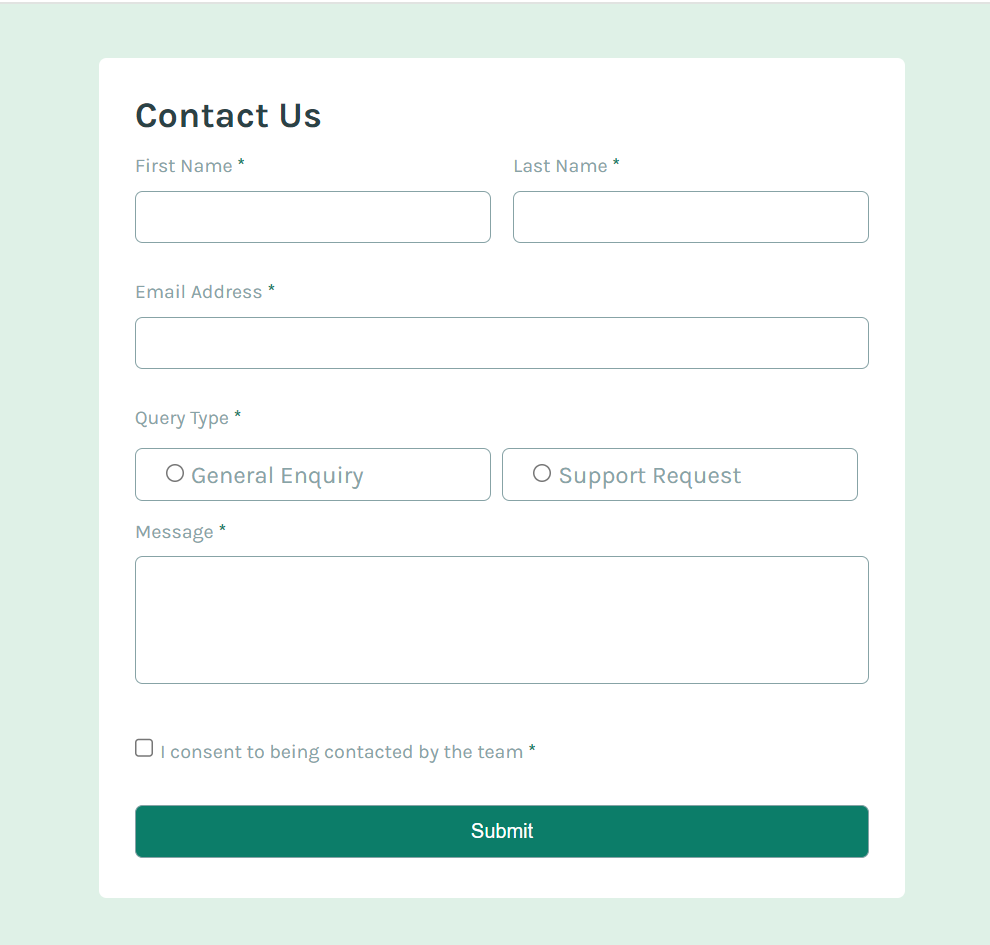 Contact Us
First Name * Last Name *
Email Address *
Query Type *
General Enquiry Support Request
Message *
I consent to being contacted by the team *
Submit